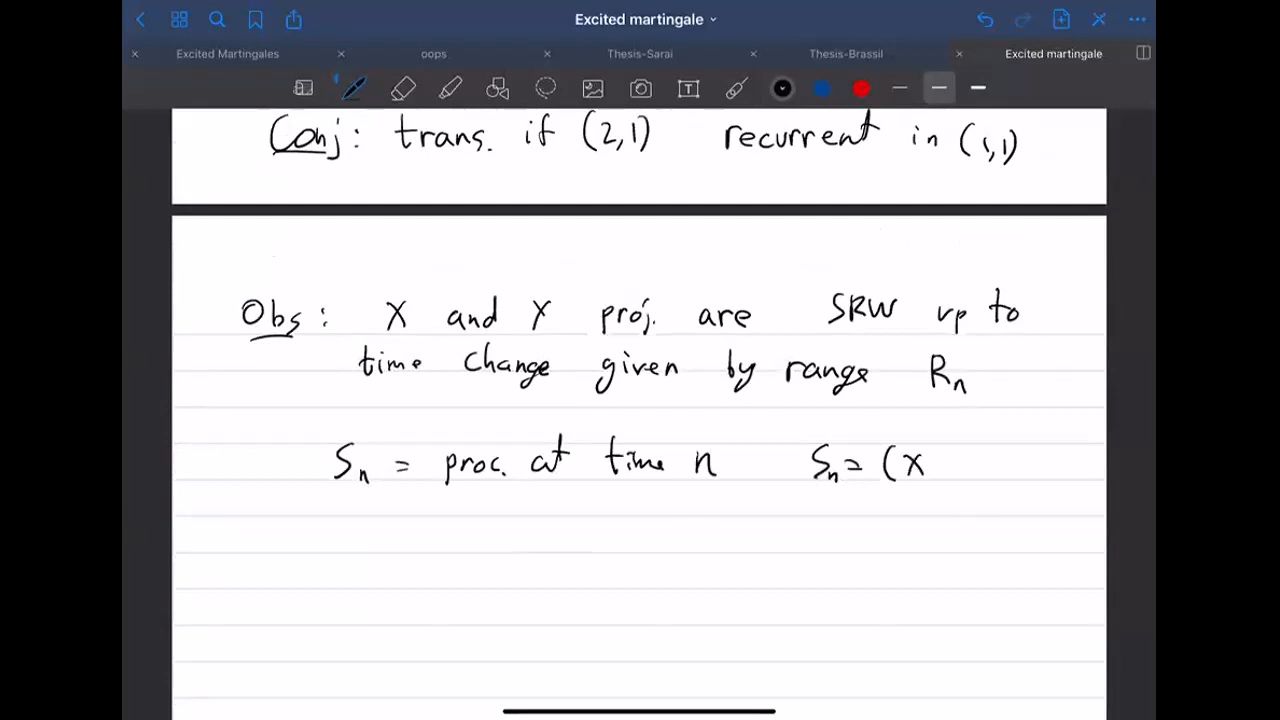 Excited martingale
Excited Martingales
oops
Thesis-Sarai
Thesis-Brassil
Excited martingale
T
Conj: trans. if (2,1) recurrent in (1,1)
Obs: X and Y proj. are SRW up to
time change given by range Rₙ
Sₙ = proc. at time n Sₙ = (X